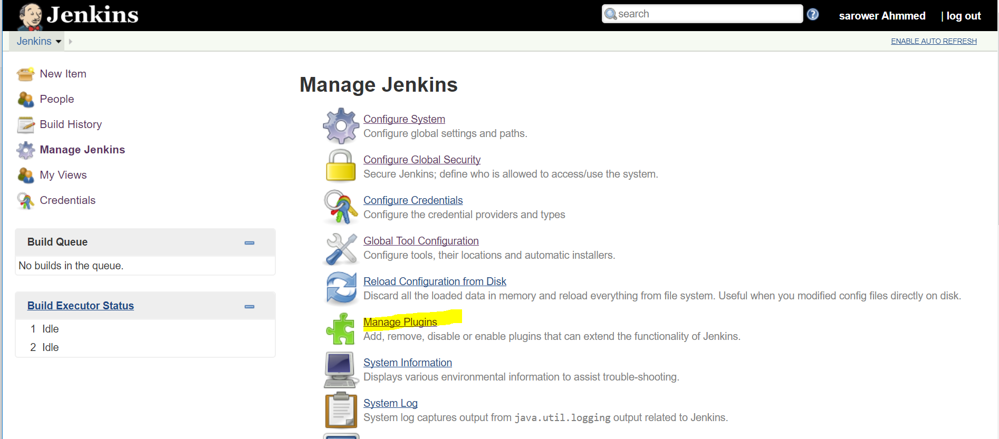 Jenkins
search
sarower Ahmmed
| log out
Jenkins
ENABLE AUTO REFRESH
New Item
People
Build History
Manage Jenkins
My Views
Credentials
Build Queue
No builds in the queue.
Build Executor Status
1 Idle
2 Idle
Manage Jenkins
Configure System
Configure global settings and paths.
Configure Global Security
Secure Jenkins; define who is allowed to access/use the system.
Configure Credentials
Configure the credential providers and types
Global Tool Configuration
Configure tools, their locations and automatic installers.
Reload Configuration from Disk
Discard all the loaded data in memory and reload everything from file system. Useful when you modified config files directly on disk.
Manage Plugins
Add, remove, disable or enable plugins that can extend the functionality of Jenkins.
System Information
Displays various environmental information to assist trouble-shooting.
System Log
System log captures output from java.util.logging output related to Jenkins.